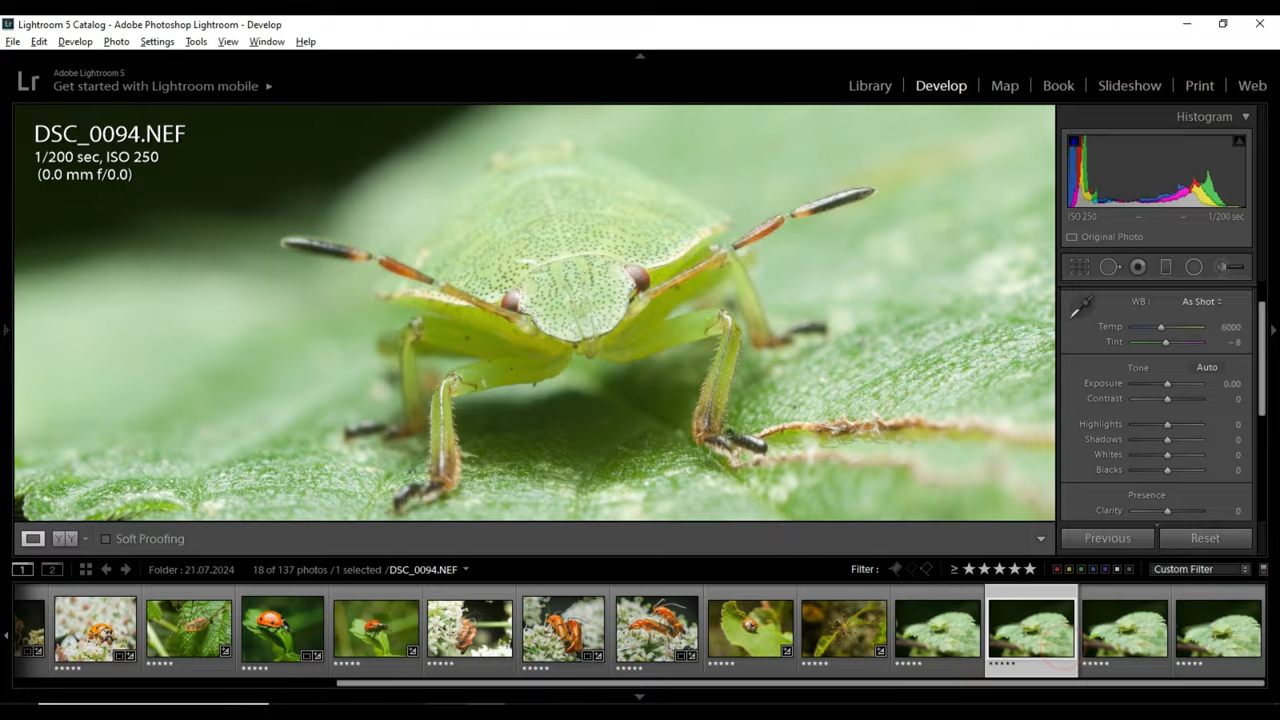 Lightroom 5 Catalog - Adobe Photoshop Lightroom - Develop
File Edit Develop Photo Settings Tools View Window Help
Lr Adobe Lightroom 5
Get started with Lightroom mobile ▸
Library | Develop | Map | Book | Slideshow | Print | Web
DSC_0094.NEF
1/200 sec, ISO 250
(0.0 mm f/0.0)
Histogram
ISO 250 – – 1/200 sec
Original Photo
WB : As Shot
Temp 6000
Tint – 8
Tone Auto
Exposure 0.00
Contrast 0
Highlights 0
Shadows 0
Whites 0
Blacks 0
Presence
Clarity 0
Previous Reset
YY Soft Proofing
1 2 Folder : 21.07.2024 18 of 137 photos / 1 selected / DSC_0094.NEF Filter : ≥ ★★★★★ Custom Filter